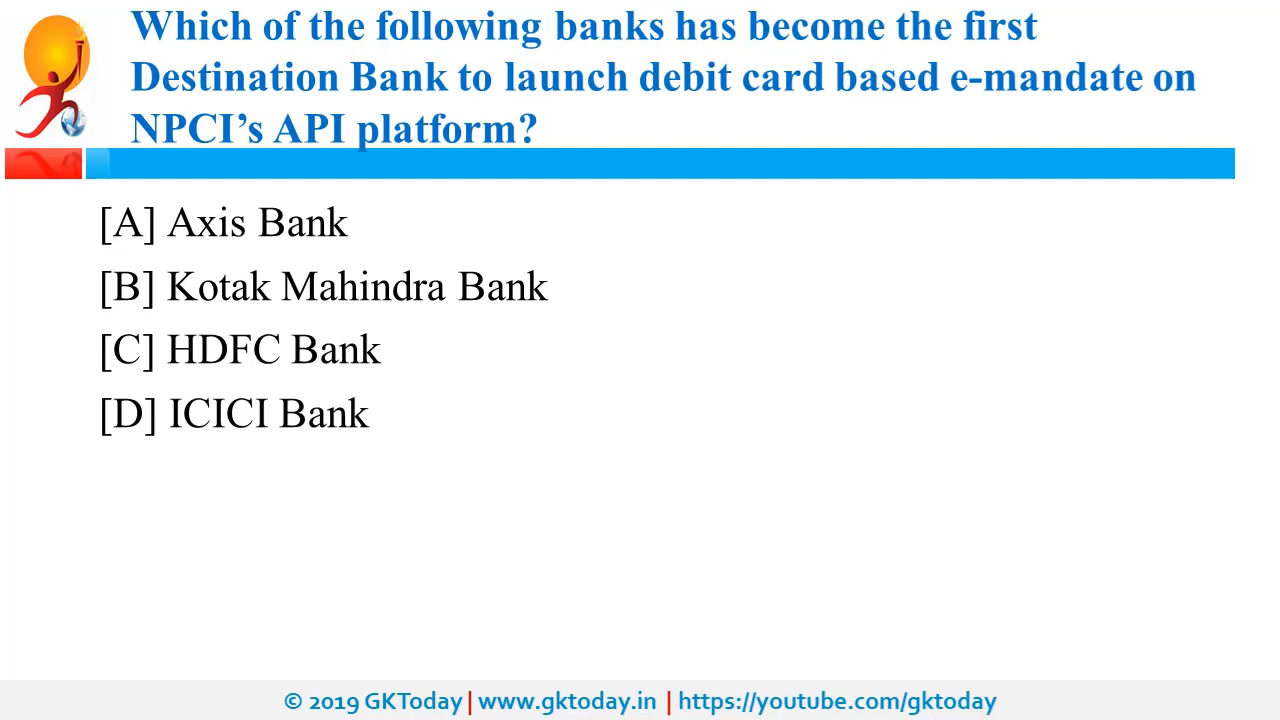 Which of the following banks has become the first
Destination Bank to launch debit card based e-mandate on
NPCI’s API platform?
[A] Axis Bank
[B] Kotak Mahindra Bank
[C] HDFC Bank
[D] ICICI Bank
© 2019 GKToday | www.gktoday.in | https://youtube.com/gktoday